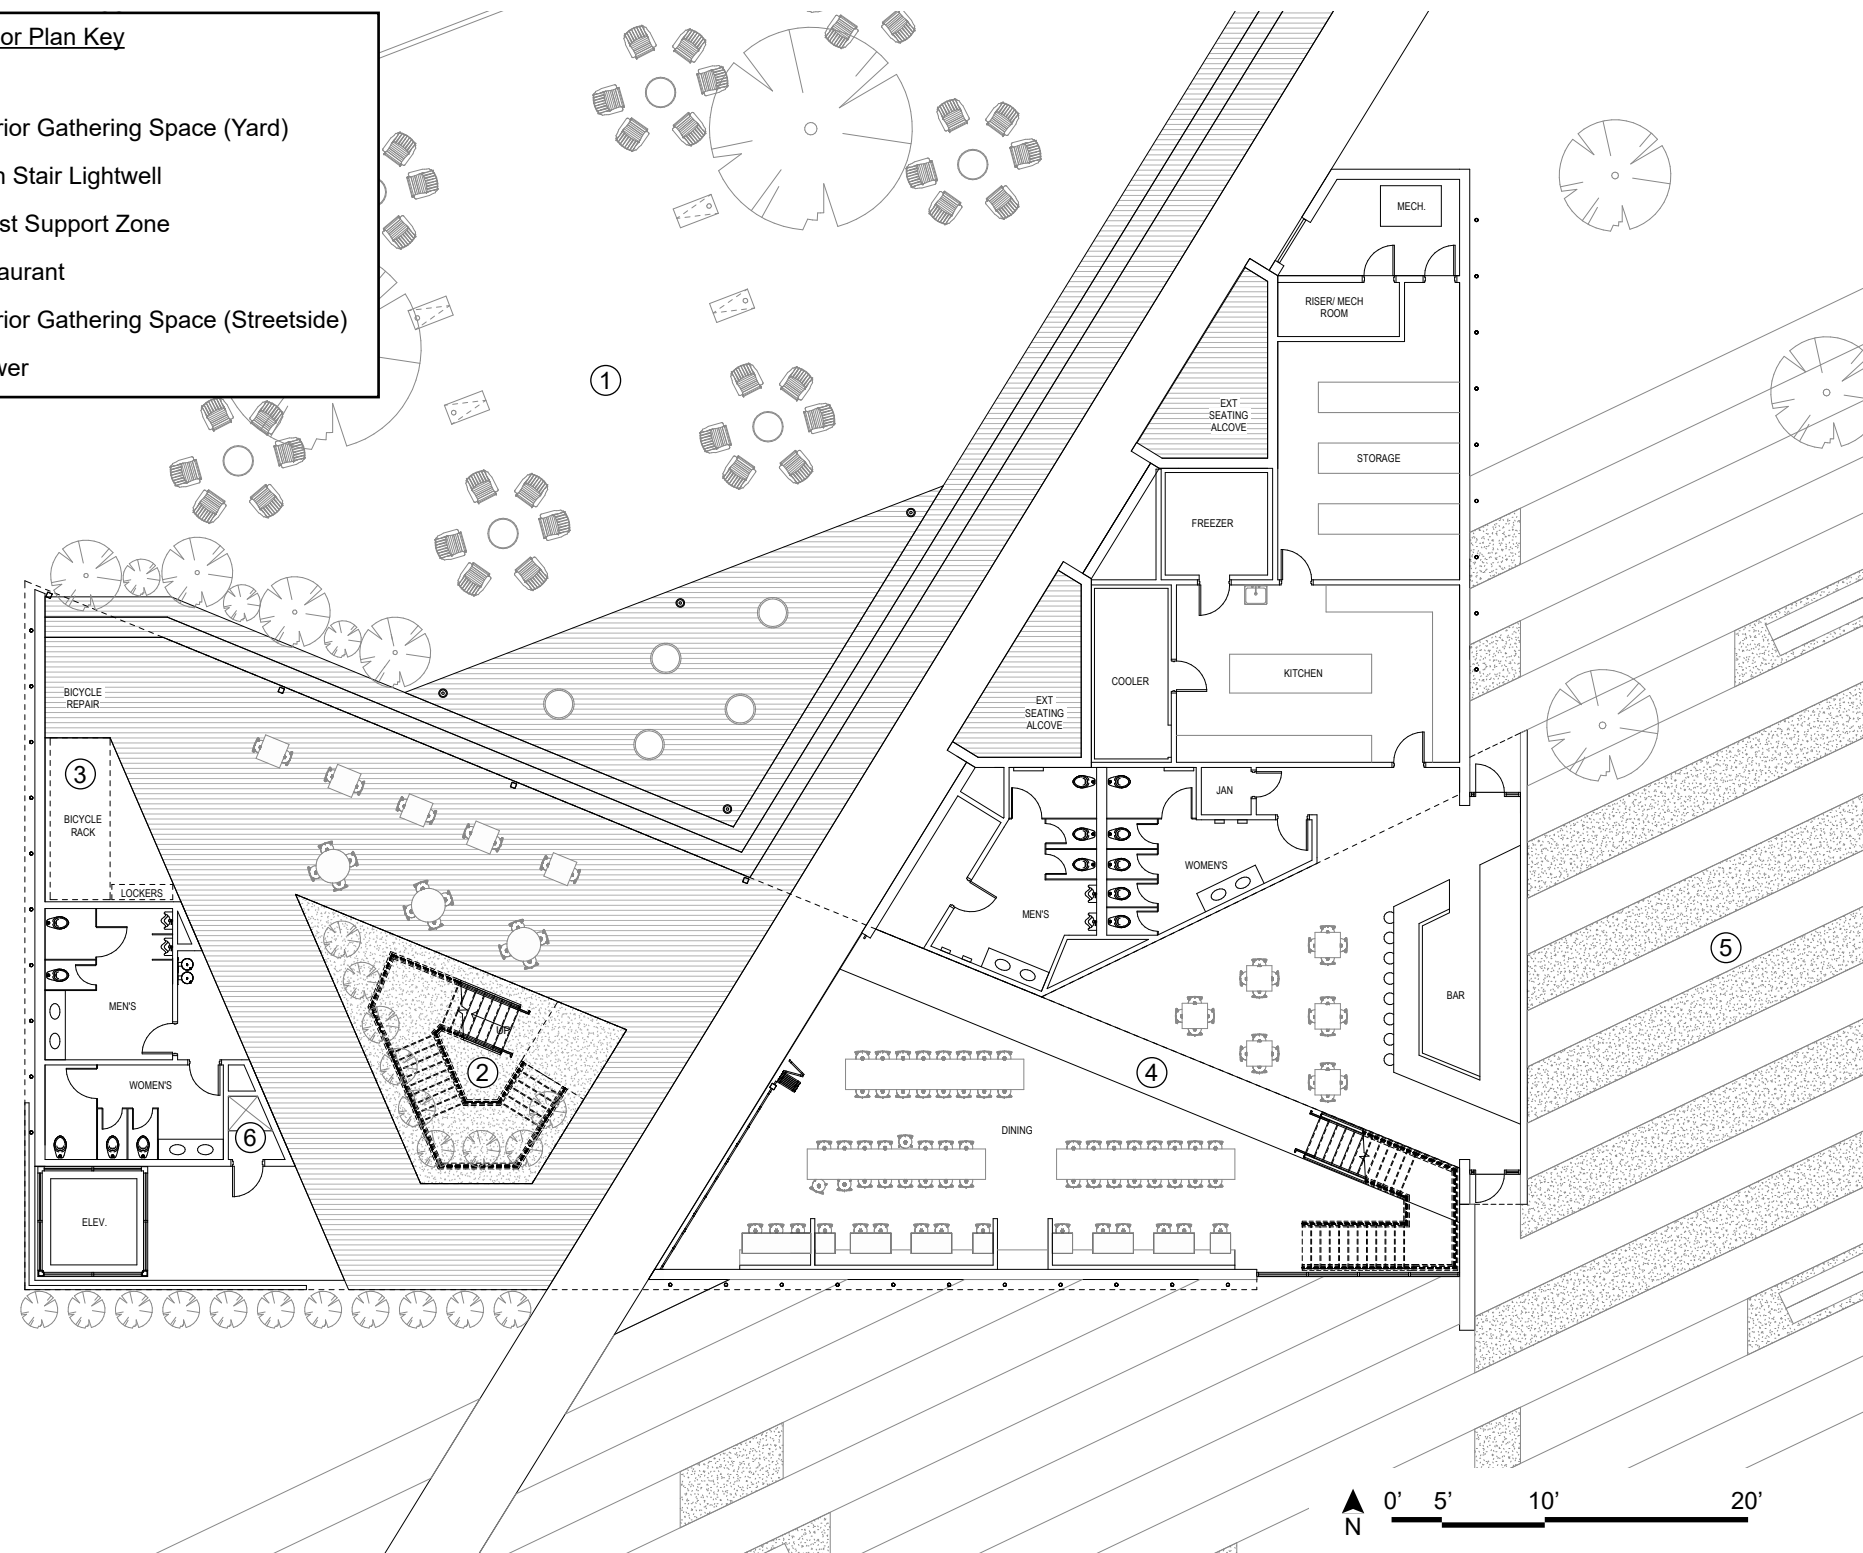 or Plan Key
rior Gathering Space (Yard)
n Stair Lightwell
st Support Zone
aurant
rior Gathering Space (Streetside)
wer
MECH.
RISER/ MECH
ROOM
1
EXT
SEATING
ALCOVE
STORAGE
FREEZER
KITCHEN
COOLER
EXT
SEATING
ALCOVE
BICYCLE
REPAIR
3
BICYCLE
RACK
LOCKERS
JAN
WOMEN'S
MEN'S
5
BAR
MEN'S
UP
2
4
WOMEN'S
DINING
6
ELEV.
N
0' 5' 10' 20'